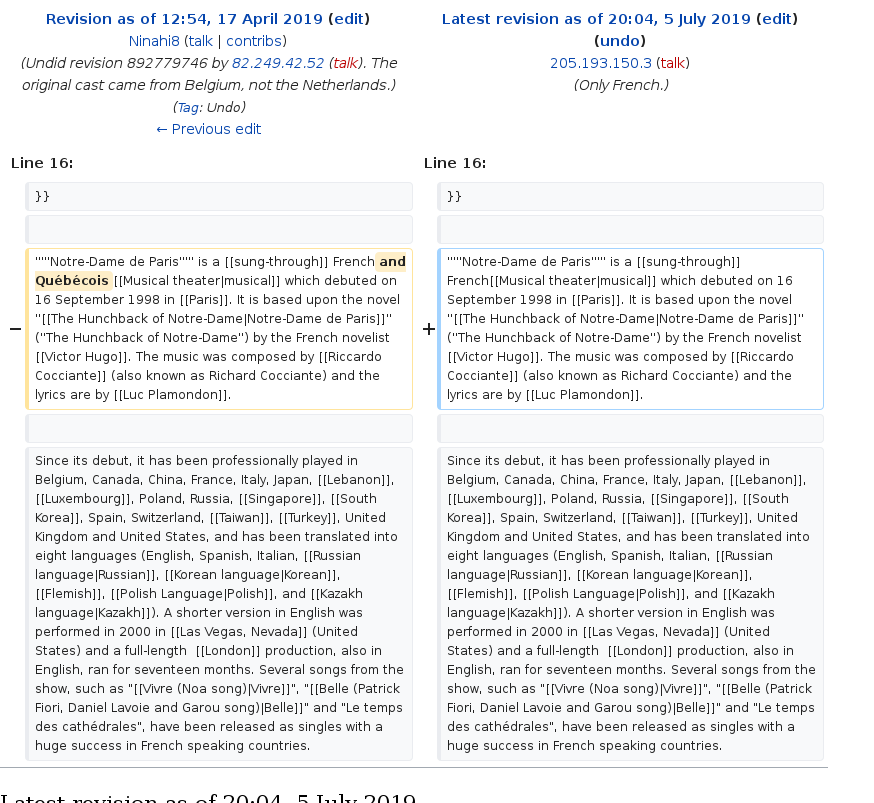 Revision as of 12:54, 17 April 2019 (edit)
Ninahi8 (talk | contribs)
(Undid revision 892779746 by 82.249.42.52 (talk). The
original cast came from Belgium, not the Netherlands.)
(Tag: Undo)
← Previous edit
Latest revision as of 20:04, 5 July 2019 (edit)
(undo)
205.193.150.3 (talk)
(Only French.)
Line 16:
Line 16:
}}
}}
−
'''''Notre-Dame de Paris''''' is a [[sung-through]] French and
Québécois [[Musical theater|musical]] which debuted on
16 September 1998 in [[Paris]]. It is based upon the novel
''[[The Hunchback of Notre-Dame|Notre-Dame de Paris]]''
(''The Hunchback of Notre-Dame'') by the French novelist
[[Victor Hugo]]. The music was composed by [[Riccardo
Cocciante]] (also known as Richard Cocciante) and the
lyrics are by [[Luc Plamondon]].
+
'''''Notre-Dame de Paris''''' is a [[sung-through]]
French[[Musical theater|musical]] which debuted on 16
September 1998 in [[Paris]]. It is based upon the novel
''[[The Hunchback of Notre-Dame|Notre-Dame de Paris]]''
(''The Hunchback of Notre-Dame'') by the French novelist
[[Victor Hugo]]. The music was composed by [[Riccardo
Cocciante]] (also known as Richard Cocciante) and the
lyrics are by [[Luc Plamondon]].
Since its debut, it has been professionally played in
Belgium, Canada, China, France, Italy, Japan, [[Lebanon]],
[[Luxembourg]], Poland, Russia, [[Singapore]], [[South
Korea]], Spain, Switzerland, [[Taiwan]], [[Turkey]], United
Kingdom and United States, and has been translated into
eight languages (English, Spanish, Italian, [[Russian
language|Russian]], [[Korean language|Korean]],
[[Flemish]], [[Polish Language|Polish]], and [[Kazakh
language|Kazakh]]). A shorter version in English was
performed in 2000 in [[Las Vegas, Nevada]] (United
States) and a full-length  [[London]] production, also in
English, ran for seventeen months. Several songs from the
show, such as "[[Vivre (Noa song)|Vivre]]", "[[Belle (Patrick
Fiori, Daniel Lavoie and Garou song)|Belle]]" and "Le temps
des cathédrales", have been released as singles with a
huge success in French speaking countries.
Since its debut, it has been professionally played in
Belgium, Canada, China, France, Italy, Japan, [[Lebanon]],
[[Luxembourg]], Poland, Russia, [[Singapore]], [[South
Korea]], Spain, Switzerland, [[Taiwan]], [[Turkey]], United
Kingdom and United States, and has been translated into
eight languages (English, Spanish, Italian, [[Russian
language|Russian]], [[Korean language|Korean]],
[[Flemish]], [[Polish Language|Polish]], and [[Kazakh
language|Kazakh]]). A shorter version in English was
performed in 2000 in [[Las Vegas, Nevada]] (United
States) and a full-length  [[London]] production, also in
English, ran for seventeen months. Several songs from the
show, such as "[[Vivre (Noa song)|Vivre]]", "[[Belle (Patrick
Fiori, Daniel Lavoie and Garou song)|Belle]]" and "Le temps
des cathédrales", have been released as singles with a
huge success in French speaking countries.
Latest revision as of 20:04, 5 July 2019